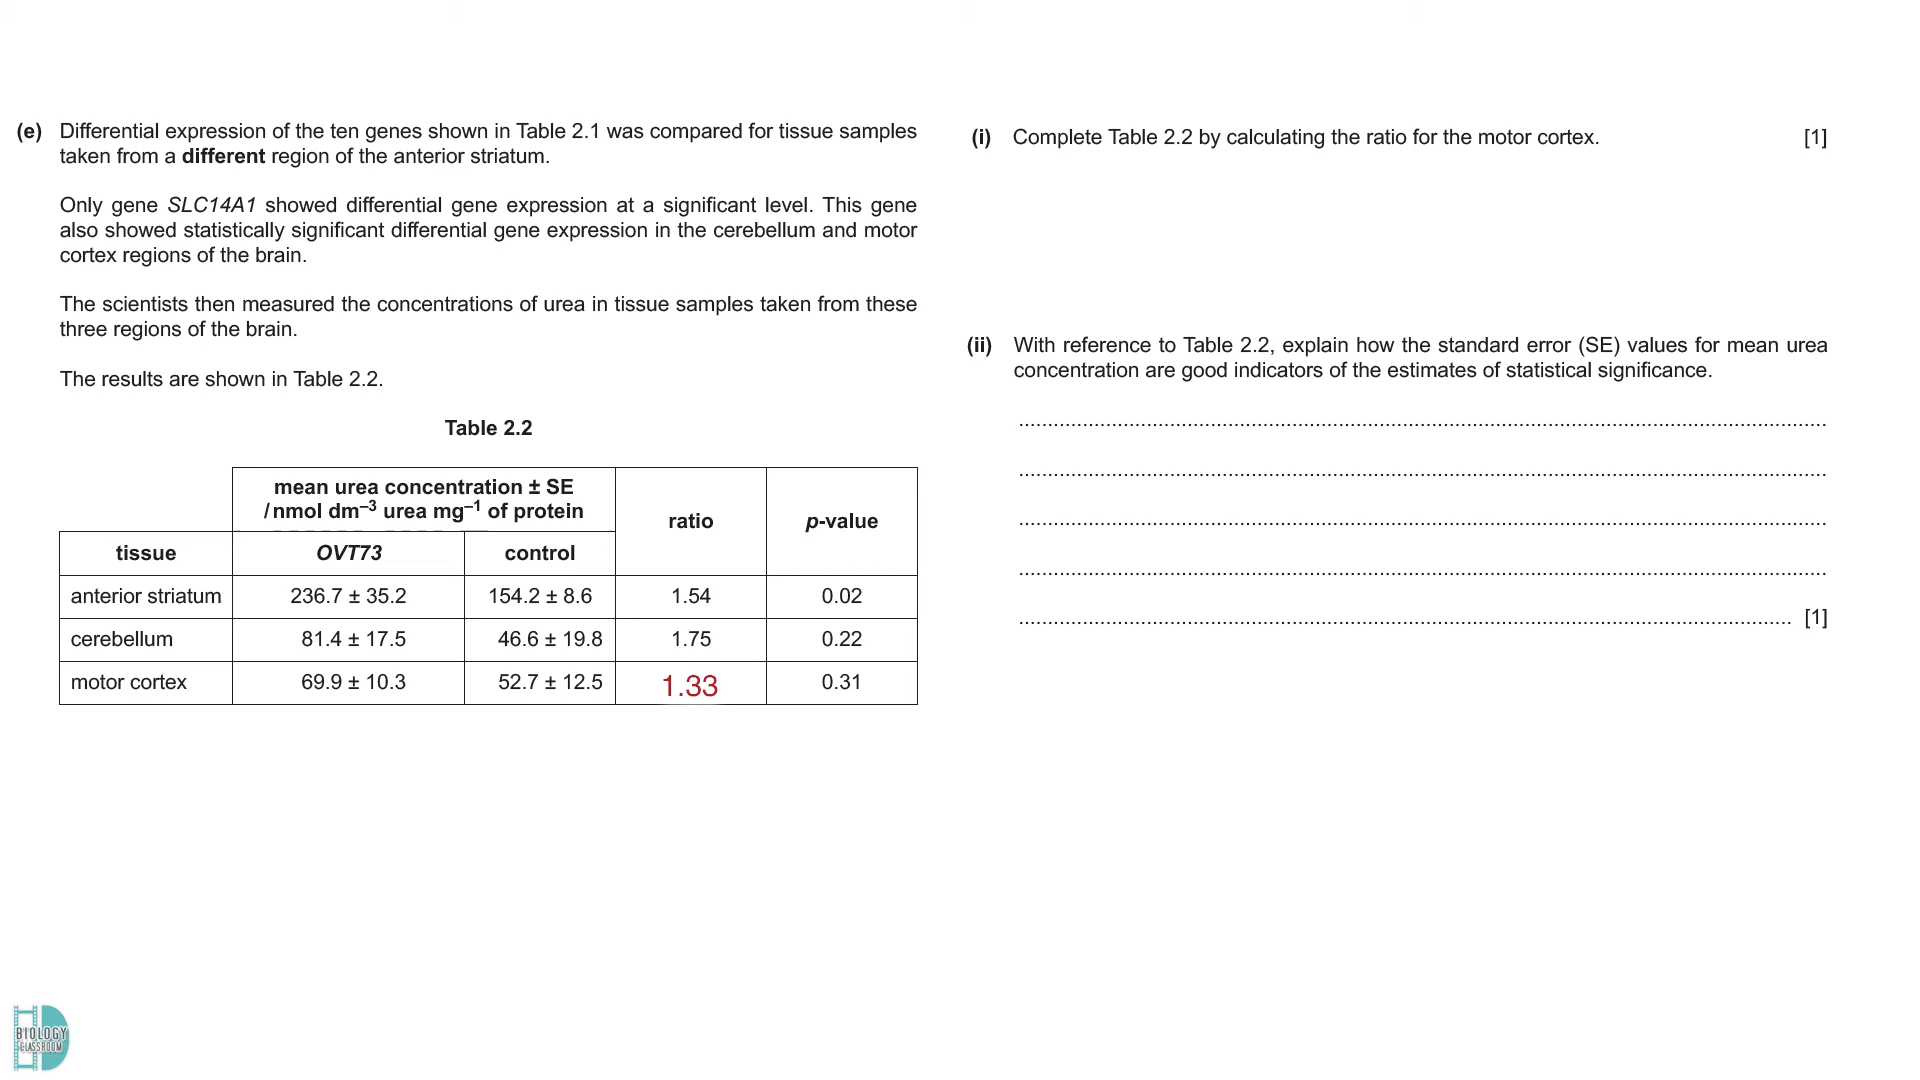 (e) Differential expression of the ten genes shown in Table 2.1 was compared for tissue samples
taken from a different region of the anterior striatum.
Only gene SLC14A1 showed differential gene expression at a significant level. This gene
also showed statistically significant differential gene expression in the cerebellum and motor
cortex regions of the brain.
The scientists then measured the concentrations of urea in tissue samples taken from these
three regions of the brain.
The results are shown in Table 2.2.
Table 2.2
mean urea concentration ± SE
/ nmol dm⁻³ urea mg⁻¹ of protein
ratio
p-value
tissue OVT73 control
anterior striatum 236.7 ± 35.2 154.2 ± 8.6 1.54 0.02
cerebellum 81.4 ± 17.5 46.6 ± 19.8 1.75 0.22
motor cortex 69.9 ± 10.3 52.7 ± 12.5 1.33 0.31
(i) Complete Table 2.2 by calculating the ratio for the motor cortex. [1]
(ii) With reference to Table 2.2, explain how the standard error (SE) values for mean urea
concentration are good indicators of the estimates of statistical significance.
[1]
BIOLOGY
CLASSROOM